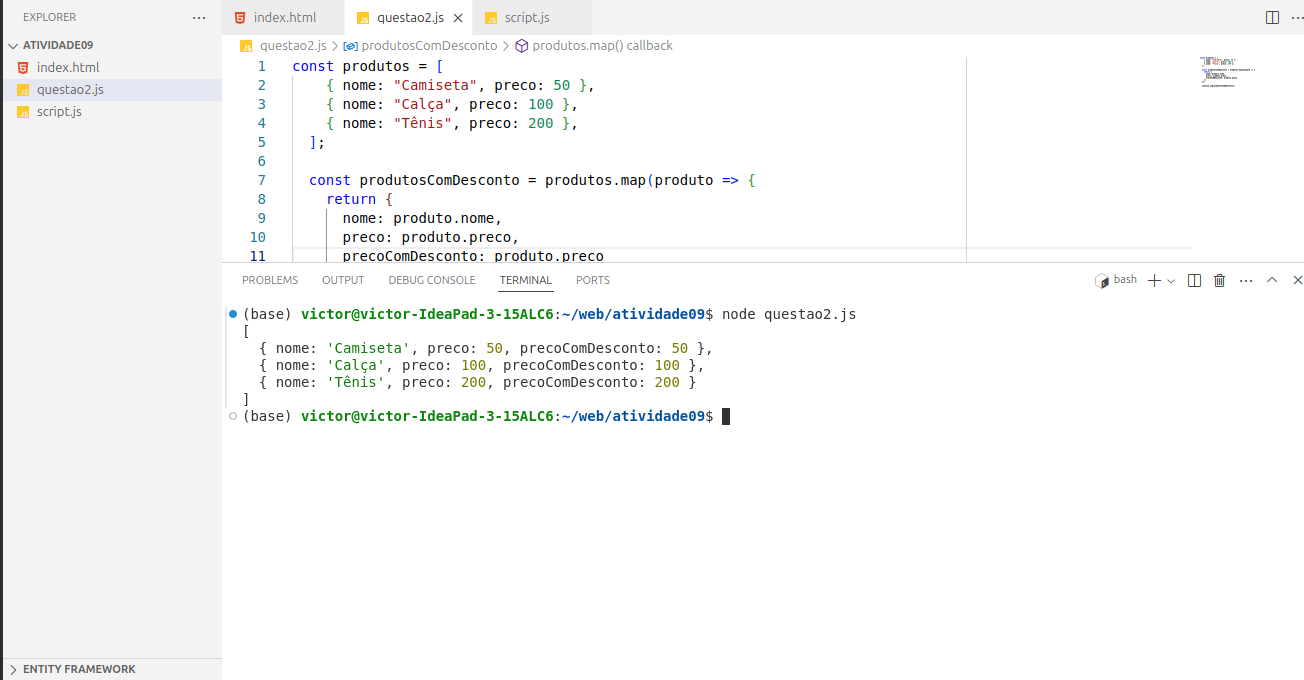 EXPLORER
ATIVIDADE09
index.html
questao2.js
script.js
ENTITY FRAMEWORK
index.html questao2.js script.js
questao2.js > produtosComDesconto > produtos.map() callback
1 const produtos = [
2 { nome: "Camiseta", preco: 50 },
3 { nome: "Calça", preco: 100 },
4 { nome: "Tênis", preco: 200 },
5 ];
6
7 const produtosComDesconto = produtos.map(produto => {
8 return {
9 nome: produto.nome,
10 preco: produto.preco,
11 precoComDesconto: produto.preco
PROBLEMS OUTPUT DEBUG CONSOLE TERMINAL PORTS bash
(base) victor@victor-IdeaPad-3-15ALC6:~/web/atividade09$ node questao2.js
[
{ nome: 'Camiseta', preco: 50, precoComDesconto: 50 },
{ nome: 'Calça', preco: 100, precoComDesconto: 100 },
{ nome: 'Tênis', preco: 200, precoComDesconto: 200 }
]
(base) victor@victor-IdeaPad-3-15ALC6:~/web/atividade09$